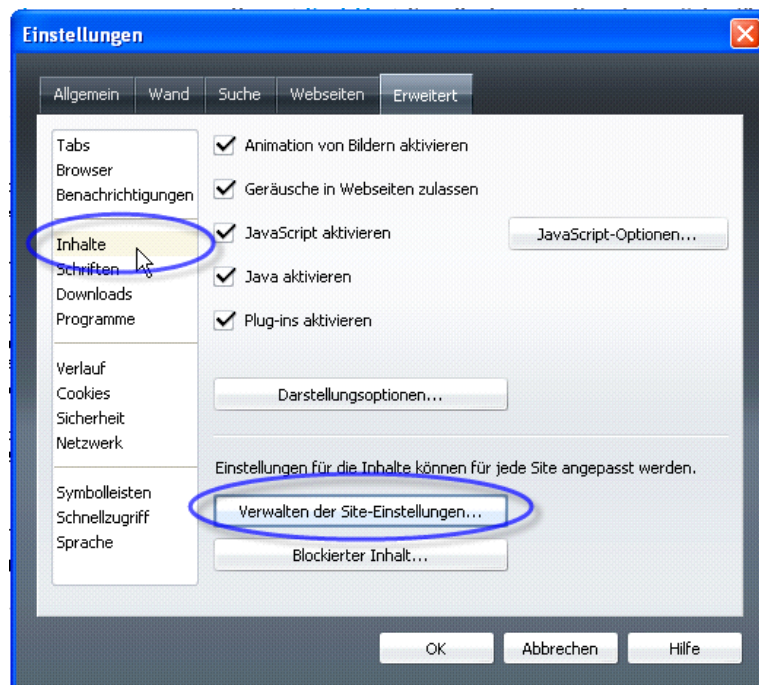 Einstellungen
Allgemein Wand Suche Webseiten Erweitert
Tabs
Browser
Benachrichtigungen
Inhalte
Schriften
Downloads
Programme
Verlauf
Cookies
Sicherheit
Netzwerk
Symbolleisten
Schnellzugriff
Sprache
Animation von Bildern aktivieren
Geräusche in Webseiten zulassen
JavaScript aktivieren JavaScript-Optionen...
Java aktivieren
Plug-ins aktivieren
Darstellungsoptionen...
Einstellungen für die Inhalte können für jede Site angepasst werden.
Verwalten der Site-Einstellungen...
Blockierter Inhalt...
OK Abbrechen Hilfe